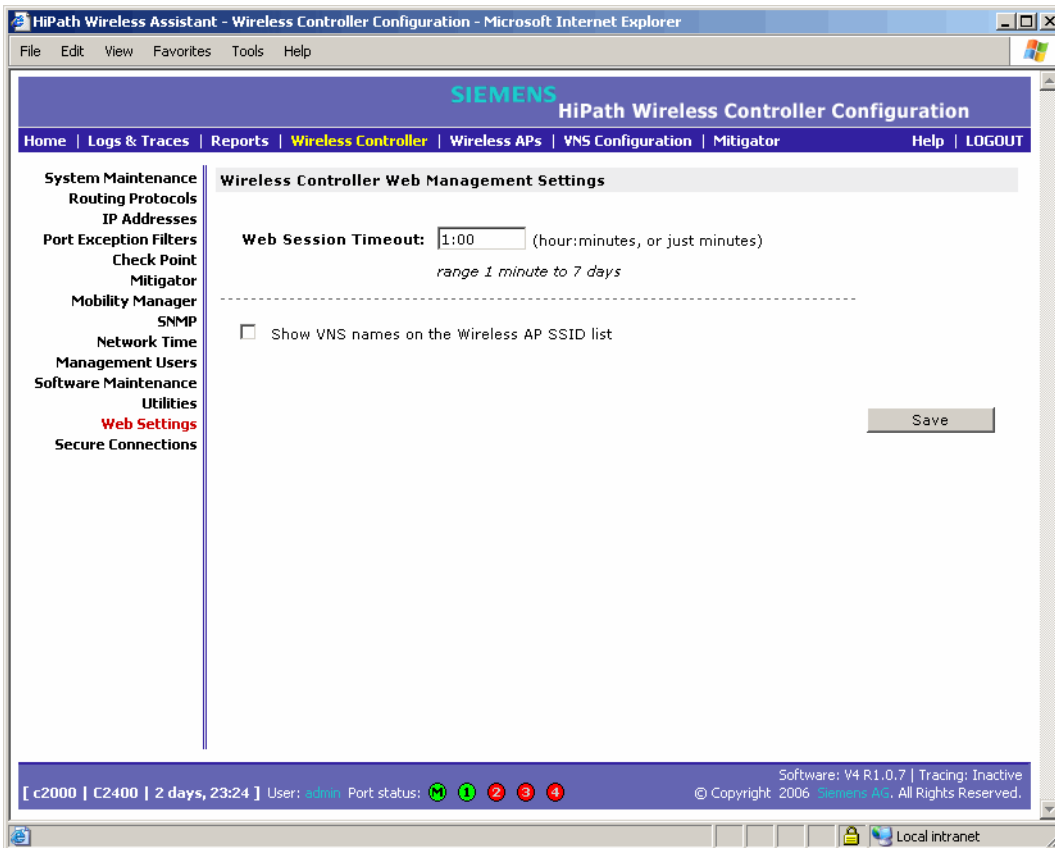 HiPath Wireless Assistant - Wireless Controller Configuration - Microsoft Internet Explorer
File Edit View Favorites Tools Help
SIEMENS
HiPath Wireless Controller Configuration
Home | Logs & Traces | Reports | Wireless Controller | Wireless APs | VNS Configuration | Mitigator Help | LOGOUT
System Maintenance
Routing Protocols
IP Addresses
Port Exception Filters
Check Point
Mitigator
Mobility Manager
SNMP
Network Time
Management Users
Software Maintenance
Utilities
Web Settings
Secure Connections
Wireless Controller Web Management Settings
Web Session Timeout: 1:00 (hour:minutes, or just minutes)
range 1 minute to 7 days
Show VNS names on the Wireless AP SSID list
Save
Software: V4 R1.0.7 | Tracing: Inactive
[ c2000 | C2400 | 2 days, 23:24 ] User: admin Port status: M 1 2 3 4
© Copyright 2006 Siemens AG. All Rights Reserved.
Local intranet